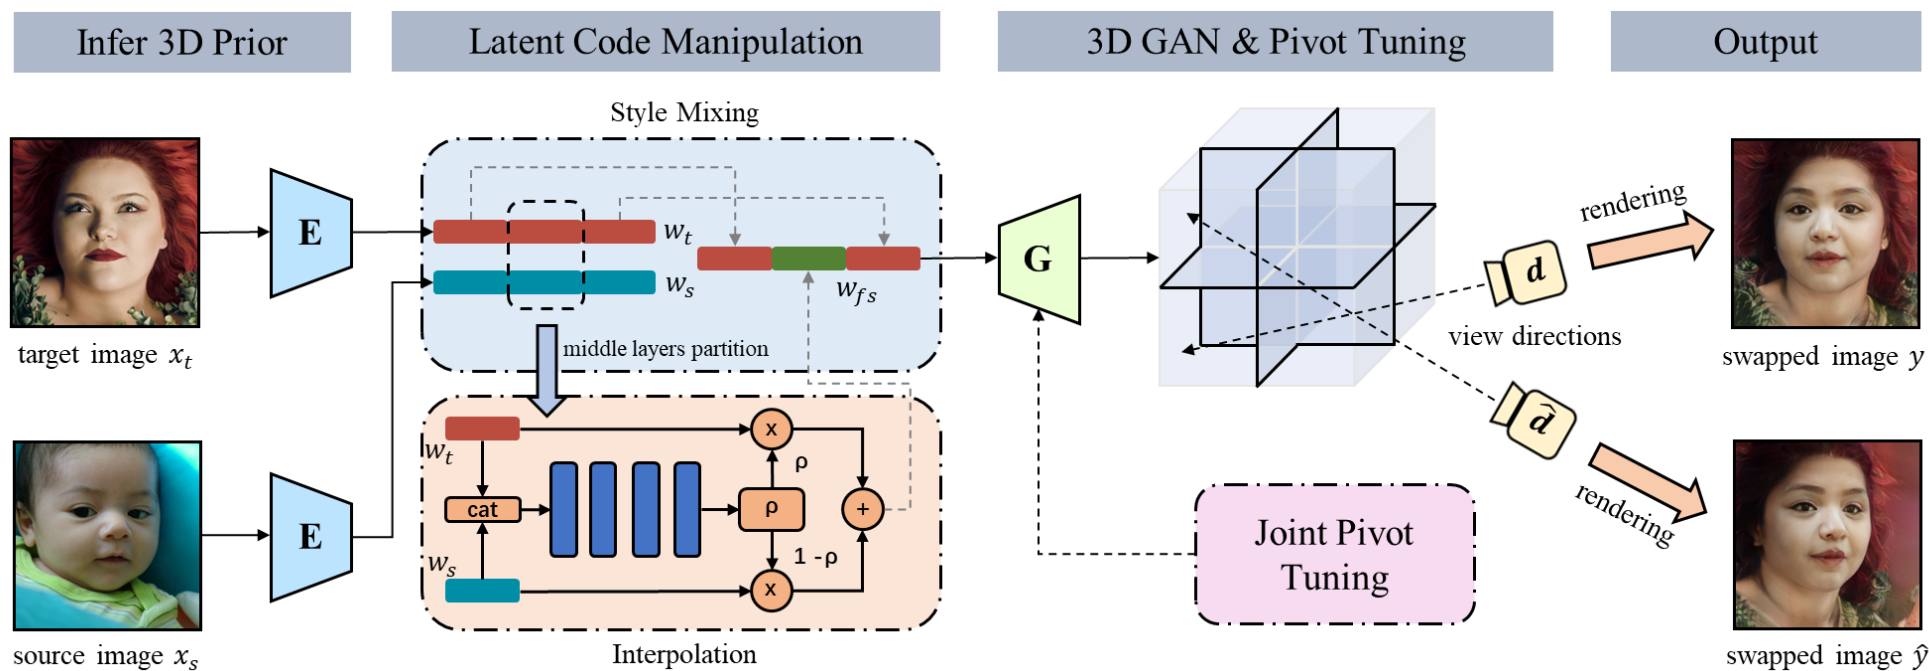 Infer 3D Prior
Latent Code Manipulation
3D GAN & Pivot Tuning
Output
Style Mixing
E
w_t
w_s
w_{fs}
middle layers partition
target image x_t
G
d
view directions
rendering
swapped image y
w_t
cat
w_s
x
ρ
ρ
1 - ρ
x
+
Interpolation
E
source image x_s
Joint Pivot
Tuning
d̂
rendering
swapped image ŷ